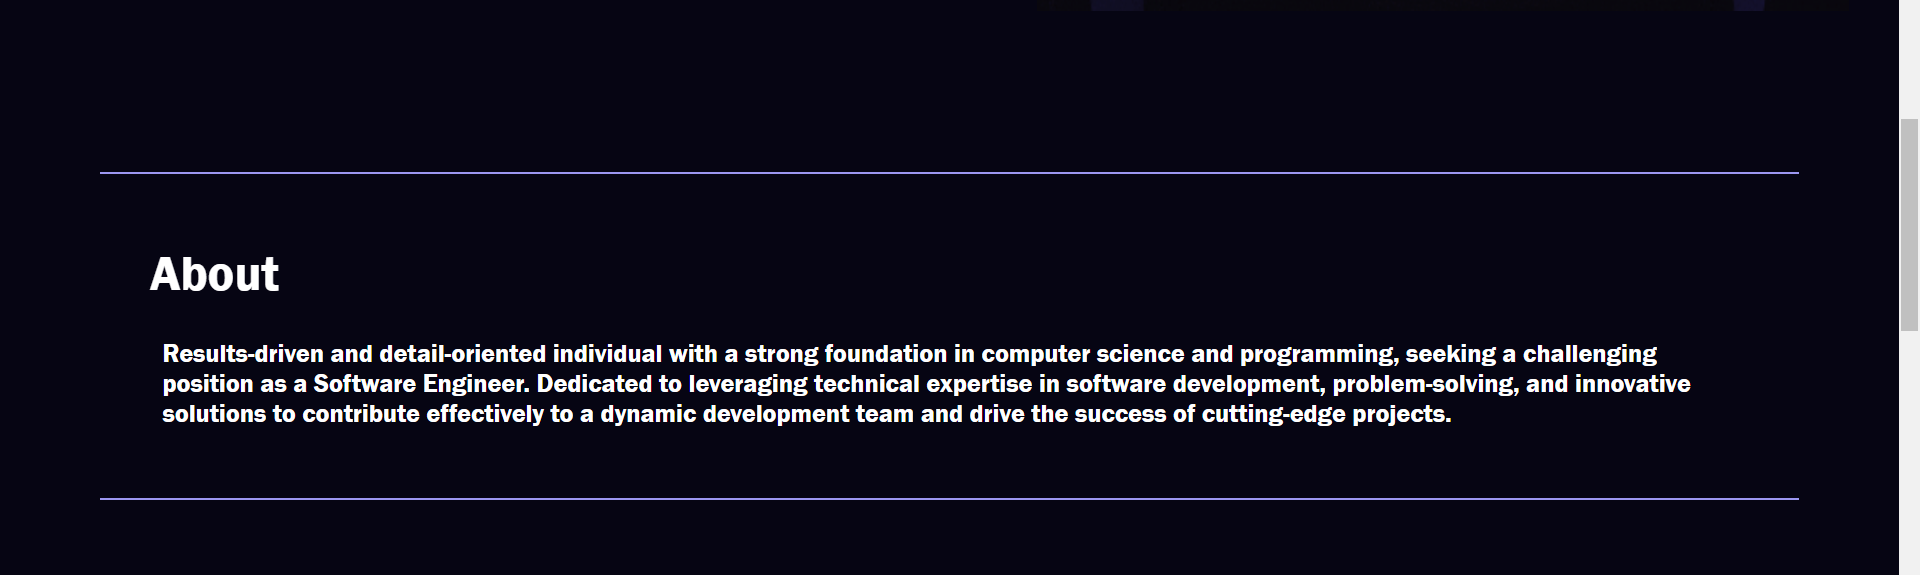 About
Results-driven and detail-oriented individual with a strong foundation in computer science and programming, seeking a challenging
position as a Software Engineer. Dedicated to leveraging technical expertise in software development, problem-solving, and innovative
solutions to contribute effectively to a dynamic development team and drive the success of cutting-edge projects.